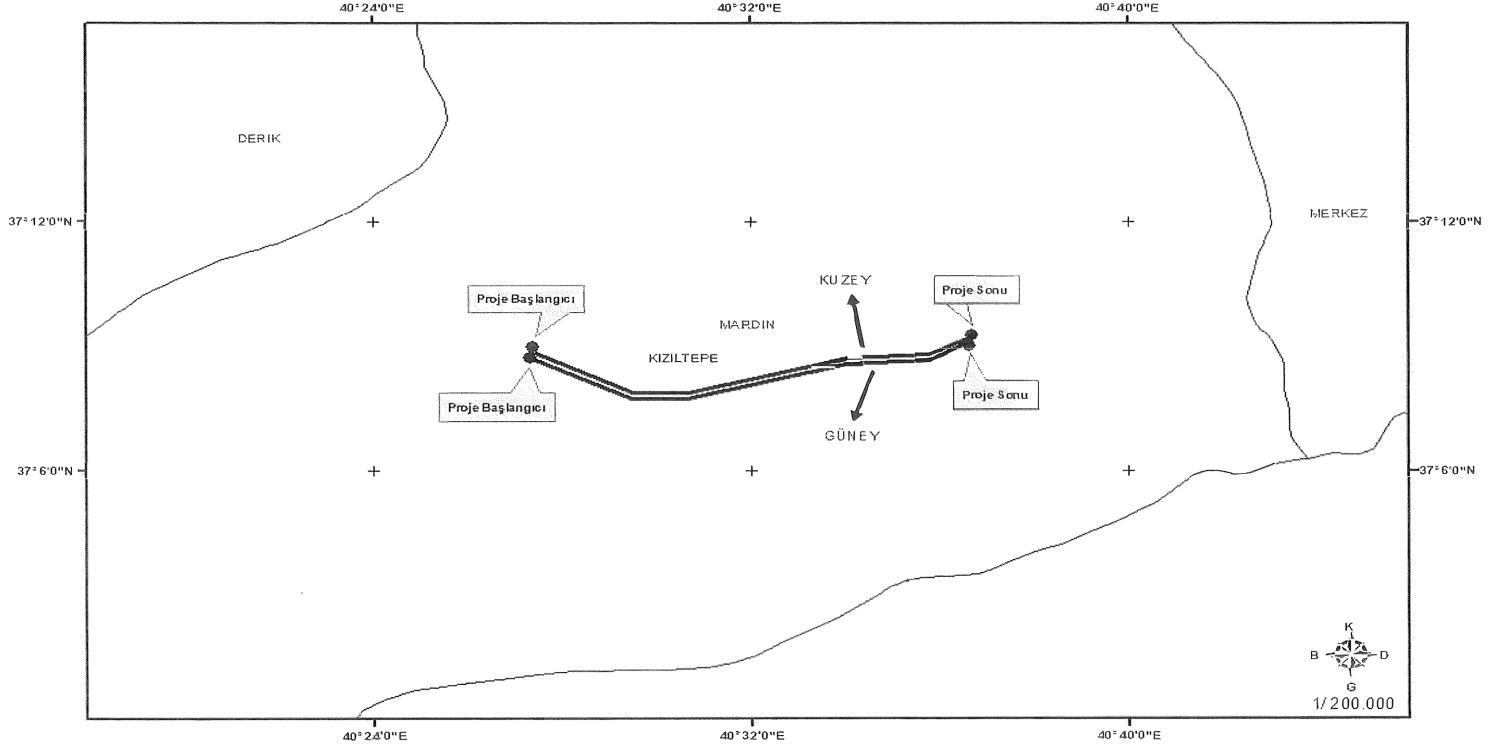 40°24'0"E
40°32'0"E
40°40'0"E
DERIK
37°12'0"N
MERKEZ
37°12'0"N
KUZEY
Proje Başlangıcı
Proje Sonu
MARDIN
KIZILTEPE
Proje Başlangıcı
Proje Sonu
GÜNEY
37°6'0"N
37°6'0"N
K
B
D
G
1/200.000
40°24'0"E
40°32'0"E
40°40'0"E